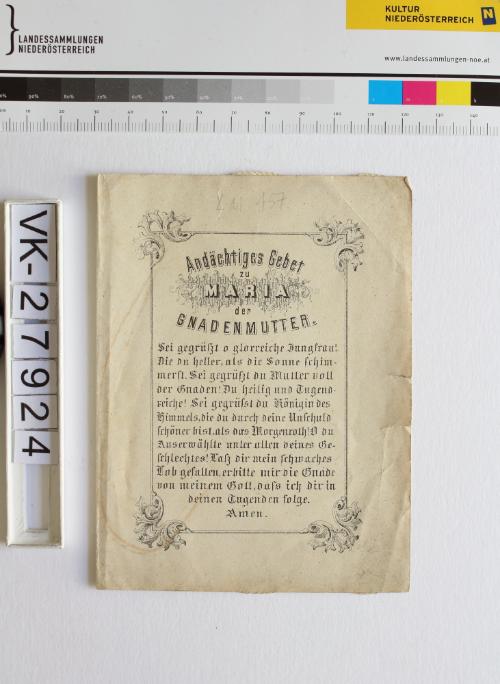 LANDESSAMMLUNGEN
NIEDERÖSTERREICH
KULTUR
NIEDERÖSTERREICH
N
www.landessammlungen-noe.at
VK-27924
Andächtiges Gebet
zu
MARIA
der
GNADENMUTTER.
Sei gegrüßt o glorreiche Jungfrau!
Die du heller, als die Sonne schim-
merst. Sei gegrüßt du Mutter voll
der Gnaden! Du heilig und Tugend-
reiche! Sei gegrüßt du Königin des
Himmels, die du durch deine Unschuld
schöner bist, als das Morgenroth! O du
Auserwählte unter allen deines Ge-
schlechtes! Laß dir mein schwaches
Lob gefallen, erbitte mir die Gnade
von meinem Gott, dass ich dir in
deinen Tugenden folge.
Amen.